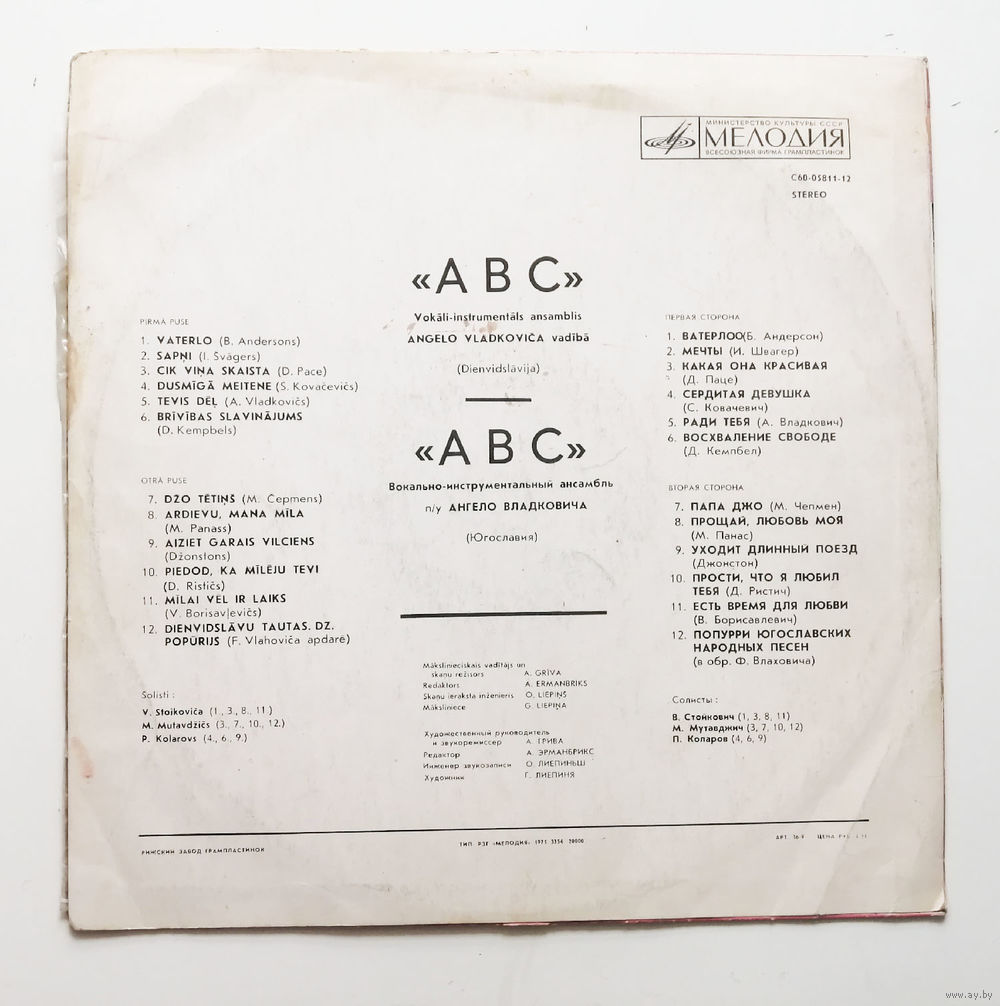 МИНИСТЕРСТВО КУЛЬТУРЫ СССР
МЕЛОДИЯ
ВСЕСОЮЗНАЯ ФИРМА ГРАМПЛАСТИНОК
С60-05811-12
STEREO
«ABC»
Vokāli-instrumentāls ansamblis
ANGELO VLADKOVIČA vadībā
(Dienvidslāvija)
«ABC»
Вокально-инструментальный ансамбль
п/у АНГЕЛО ВЛАДКОВИЧА
(Югославия)
PIRMĀ PUSE
1. VATERLO (B. Andersons)
2. SAPŅI (I. Švāgers)
3. CIK VIŅA SKAISTA (D. Pace)
4. DUSMĪGĀ MEITENE (S. Kovačevičs)
5. TEVIS DĒĻ (A. Vladkovičs)
6. BRĪVĪBAS SLAVINĀJUMS
(D. Kempbels)
OTRĀ PUSE
7. DŽO TĒTIŅŠ (M. Čepmens)
8. ARDIEVU, MANA MĪLA
(M. Panass)
9. AIZIET GARAIS VILCIENS
(Džonstons)
10. PIEDOD, KA MĪLĒJU TEVI
(D. Rističs)
11. MĪLAI VĒL IR LAIKS
(V. Borisavļevičs)
12. DIENVIDSLĀVU TAUTAS. DZ.
POPŪRIJS (F. Vlahoviča apdarē)
Solisti :
V. Stoikoviča (1., 3., 8., 11.)
M. Mutavdžičs (3., 7., 10., 12.)
P. Kolarovs (4., 6., 9.)
Mākslinieciskais vadītājs un
skaņu režisors A. GRĪVA
Redaktors A. ERMANBRIKS
Skaņu ieraksta inženieris O. LIEPIŅŠ
Māksliniece G. LIEPIŅA
Художественный руководитель
и звукорежиссер А. ГРИВА
Редактор А. ЭРМАНБРИКС
Инженер звукозаписи О. ЛИЕПИНЬШ
Художник Г. ЛИЕПИНЯ
ПЕРВАЯ СТОРОНА
1. ВАТЕРЛОО(Б. Андерсон)
2. МЕЧТЫ (И. Швагер)
3. КАКАЯ ОНА КРАСИВАЯ
(Д. Паце)
4. СЕРДИТАЯ ДЕВУШКА
(С. Ковачевич)
5. РАДИ ТЕБЯ (А. Владкович)
6. ВОСХВАЛЕНИЕ СВОБОДЕ
(Д. Кемпбел)
ВТОРАЯ СТОРОНА
7. ПАПА ДЖО (М. Чепмен)
8. ПРОЩАЙ, ЛЮБОВЬ МОЯ
(М. Панас)
9. УХОДИТ ДЛИННЫЙ ПОЕЗД
(Джонстон)
10. ПРОСТИ, ЧТО Я ЛЮБИЛ
ТЕБЯ (Д. Ристич)
11. ЕСТЬ ВРЕМЯ ДЛЯ ЛЮБВИ
(В. Борисавлевич)
12. ПОПУРРИ ЮГОСЛАВСКИХ
НАРОДНЫХ ПЕСЕН
(в обр. Ф. Влаховича)
Солисты :
В. Стойкович (1, 3, 8, 11)
М. Мутавджич (3, 7, 10, 12)
П. Коларов (4, 6, 9)
РИЖСКИЙ ЗАВОД ГРАМПЛАСТИНОК
ТИП. РЗГ «МЕЛОДИЯ» 3354 20000
АРТ. ЦЕНА РУБ.
www.ay.by